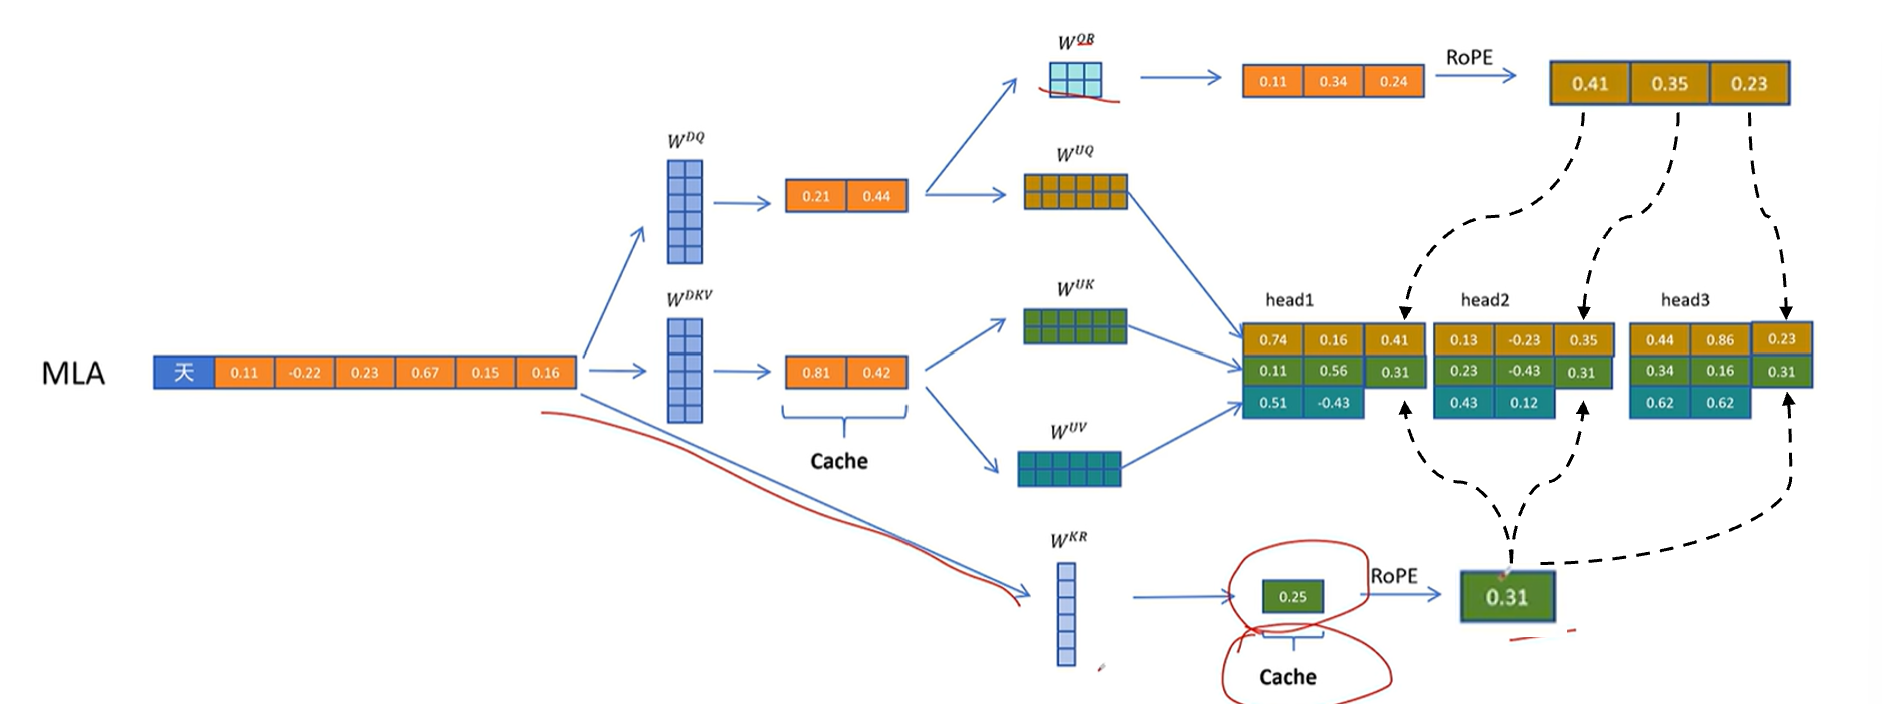 W^QR
0.11 0.34 0.24
RoPE
0.41 0.35 0.23
W^DQ
0.21 0.44
W^UQ
W^DKV
W^UK
head1 head2 head3
0.74 0.16 0.41 0.13 -0.23 0.35 0.44 0.86 0.23
0.11 0.56 0.31 0.23 -0.43 0.31 0.34 0.16 0.31
0.51 -0.43 0.43 0.12 0.62 0.62
MLA
天 0.11 -0.22 0.23 0.67 0.15 0.16
0.81 0.42
Cache
W^UV
W^KR
0.25
RoPE
0.31
Cache